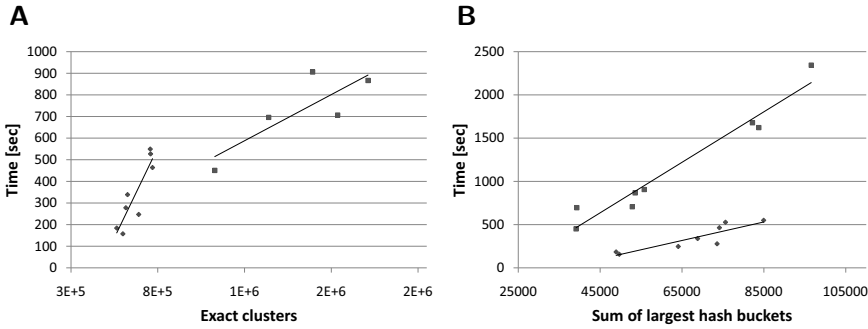 A
1000
900
800
700
600
500
400
300
200
100
0
Time [sec]
3E+5
8E+5
1E+6
2E+6
2E+6
Exact clusters
B
2500
2000
1500
1000
500
0
Time [sec]
25000
45000
65000
85000
105000
Sum of largest hash buckets